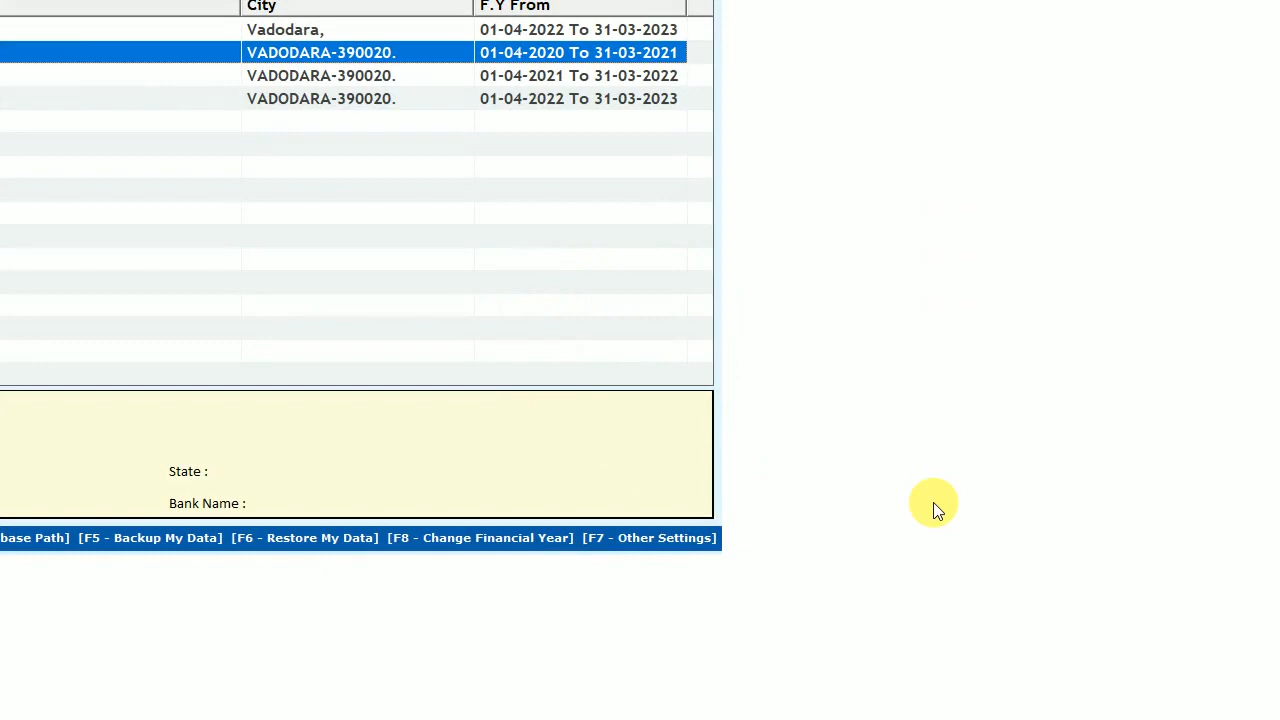 City F.Y From
Vadodara, 01-04-2022 To 31-03-2023
VADODARA-390020. 01-04-2020 To 31-03-2021
VADODARA-390020. 01-04-2021 To 31-03-2022
VADODARA-390020. 01-04-2022 To 31-03-2023
State :
Bank Name :
base Path] [F5 - Backup My Data] [F6 - Restore My Data] [F8 - Change Financial Year] [F7 - Other Settings]